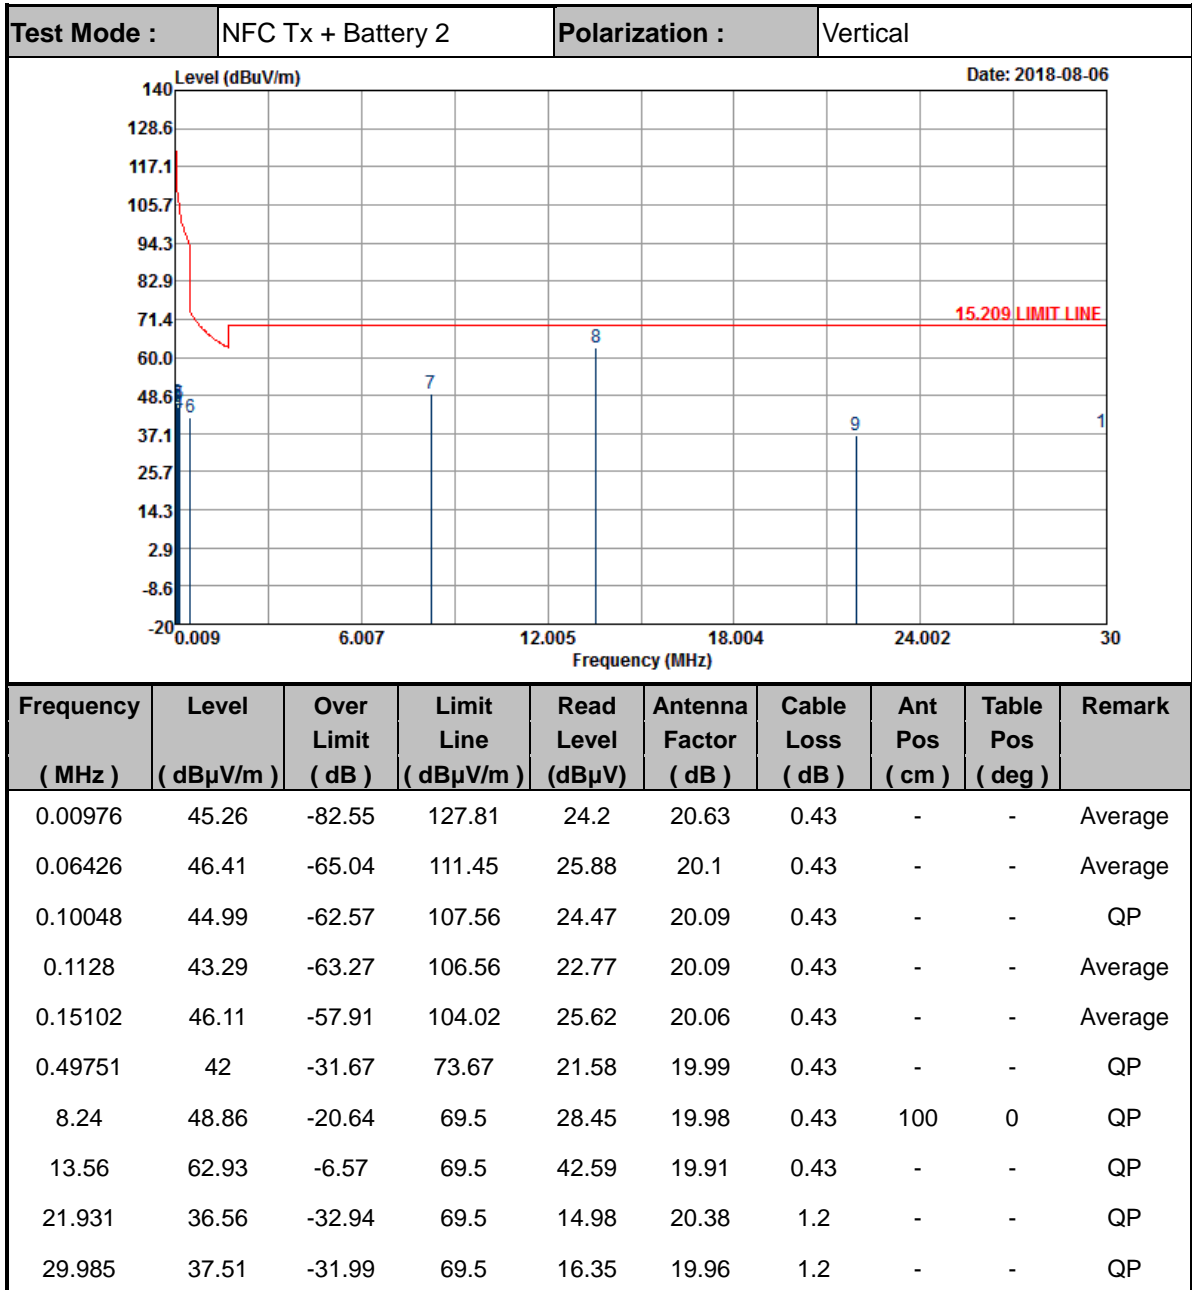 Test Mode : NFC Tx + Battery 2 Polarization : Vertical
Level (dBuV/m) Date: 2018-08-06
140
128.6
117.1
105.7
94.3
82.9
71.4
15.209 LIMIT LINE
8
60.0
7
48.6
6
37.1
9
1
25.7
14.3
2.9
-8.6
-20
0.009 6.007 12.005 18.004 24.002 30
Frequency (MHz)
Frequency Level Over Limit Read Antenna Cable Ant Table Remark
Limit Line Level Factor Loss Pos Pos
( MHz ) ( dBµV/m ) ( dB ) ( dBµV/m ) (dBµV) ( dB ) ( dB ) ( cm ) ( deg )
0.00976 45.26 -82.55 127.81 24.2 20.63 0.43 - - Average
0.06426 46.41 -65.04 111.45 25.88 20.1 0.43 - - Average
0.10048 44.99 -62.57 107.56 24.47 20.09 0.43 - - QP
0.1128 43.29 -63.27 106.56 22.77 20.09 0.43 - - Average
0.15102 46.11 -57.91 104.02 25.62 20.06 0.43 - - Average
0.49751 42 -31.67 73.67 21.58 19.99 0.43 - - QP
8.24 48.86 -20.64 69.5 28.45 19.98 0.43 100 0 QP
13.56 62.93 -6.57 69.5 42.59 19.91 0.43 - - QP
21.931 36.56 -32.94 69.5 14.98 20.38 1.2 - - QP
29.985 37.51 -31.99 69.5 16.35 19.96 1.2 - - QP